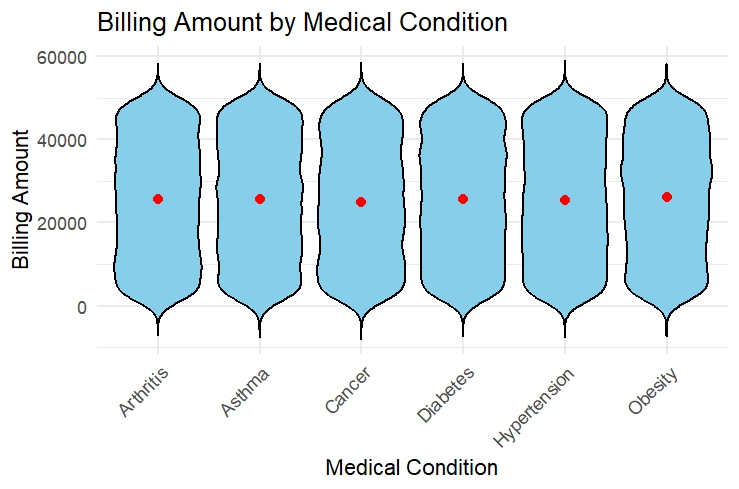 Billing Amount by Medical Condition
60000
40000
20000
0
Billing Amount
Arthritis
Asthma
Cancer
Diabetes
Hypertension
Obesity
Medical Condition